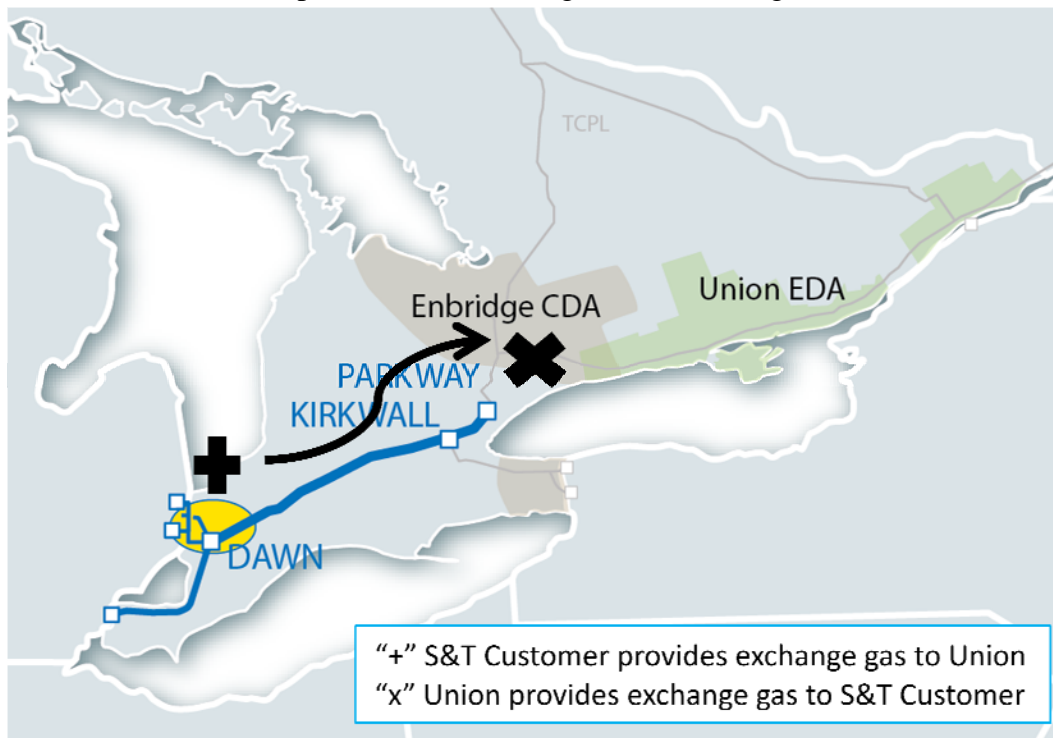 TCPL
Union EDA
Enbridge CDA
PARKWAY
KIRKWALL
DAWN
“+” S&T Customer provides exchange gas to Union
“x” Union provides exchange gas to S&T Customer